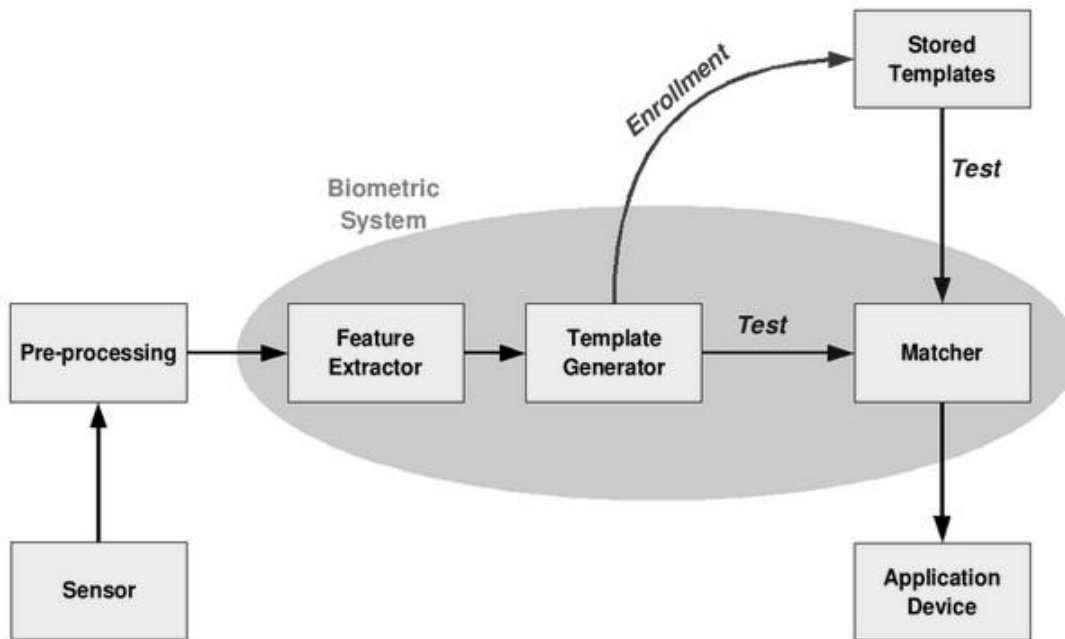 Stored
Templates
Enrollment
Test
Biometric
System
Pre-processing
Feature
Extractor
Template
Generator
Test
Matcher
Sensor
Application
Device